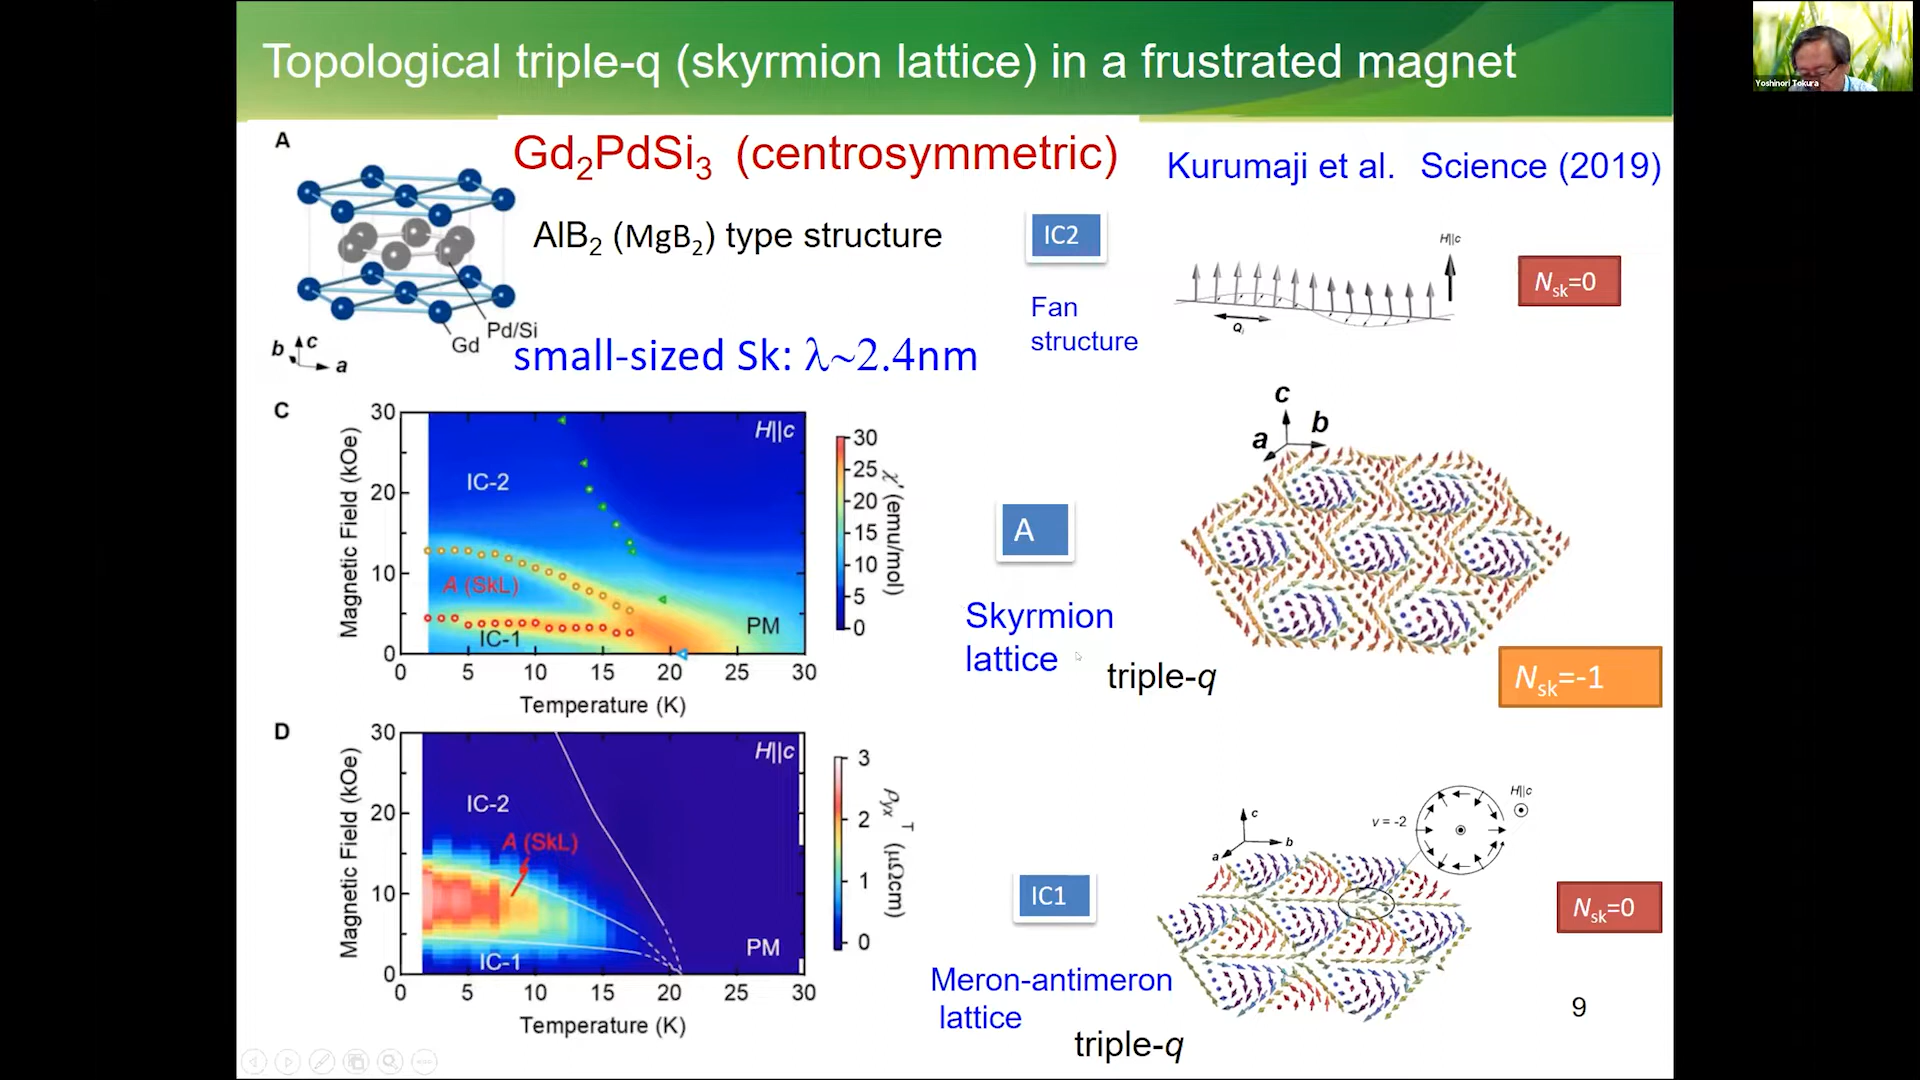 Topological triple-q (skyrmion lattice) in a frustrated magnet
Yoshinori Tokura
A
Gd₂PdSi₃ (centrosymmetric)
Kurumaji et al. Science (2019)
AlB₂ (MgB₂) type structure
Pd/Si
Gd
b c
a
small-sized Sk: λ~2.4nm
IC2
Fan
structure
H||c
Qᵢ
Nsk=0
C
30
20
10
0
Magnetic Field (kOe)
H||c
IC-2
A (SkL)
IC-1
PM
0 5 10 15 20 25 30
Temperature (K)
30
25
20
15
10
5
0
χ' (emu/mol)
A
Skyrmion
lattice
triple-q
c
b
a
Nsk=-1
D
30
20
10
0
Magnetic Field (kOe)
H||c
IC-2
A (SkL)
IC-1
PM
0 5 10 15 20 25 30
Temperature (K)
3
2
1
0
ρyxᵀ (μΩcm)
IC1
Meron-antimeron
lattice
triple-q
c
b
a
ν = -2
H||c
Nsk=0
9